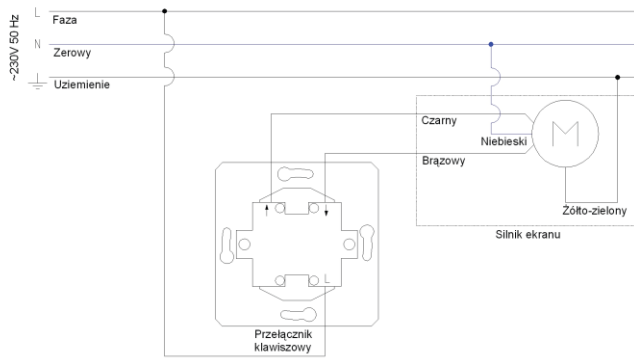 ~230V 50 Hz
L
Faza
N
Zerowy
Uziemienie
Czarny
Niebieski
M
Brązowy
Żółto-zielony
Silnik ekranu
L
Przełącznik
klawiszowy